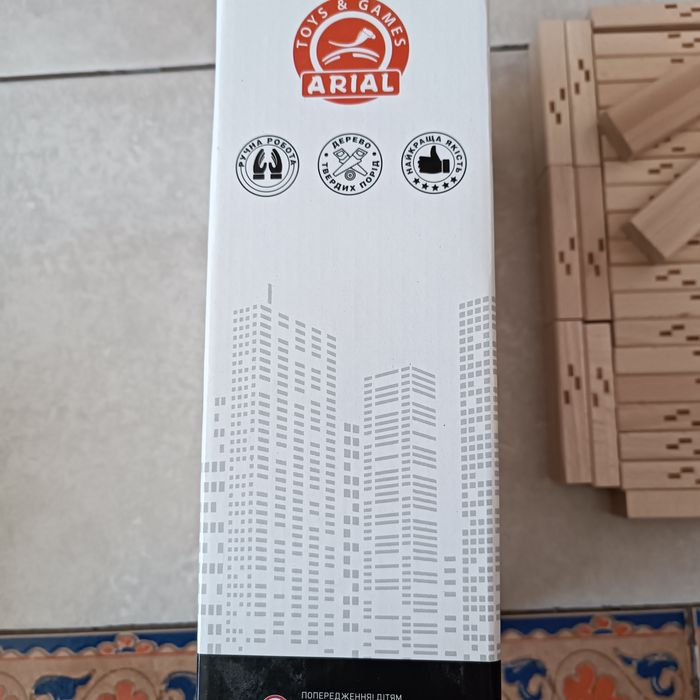 TOYS & GAMES
ARIAL
РУЧНА РОБОТА
ДЕРЕВО
ТВЕРДИХ ПОРІД
НАЙКРАЩА ЯКІСТЬ
ПОПЕРЕДЖЕННЯ! ДІТЯМ